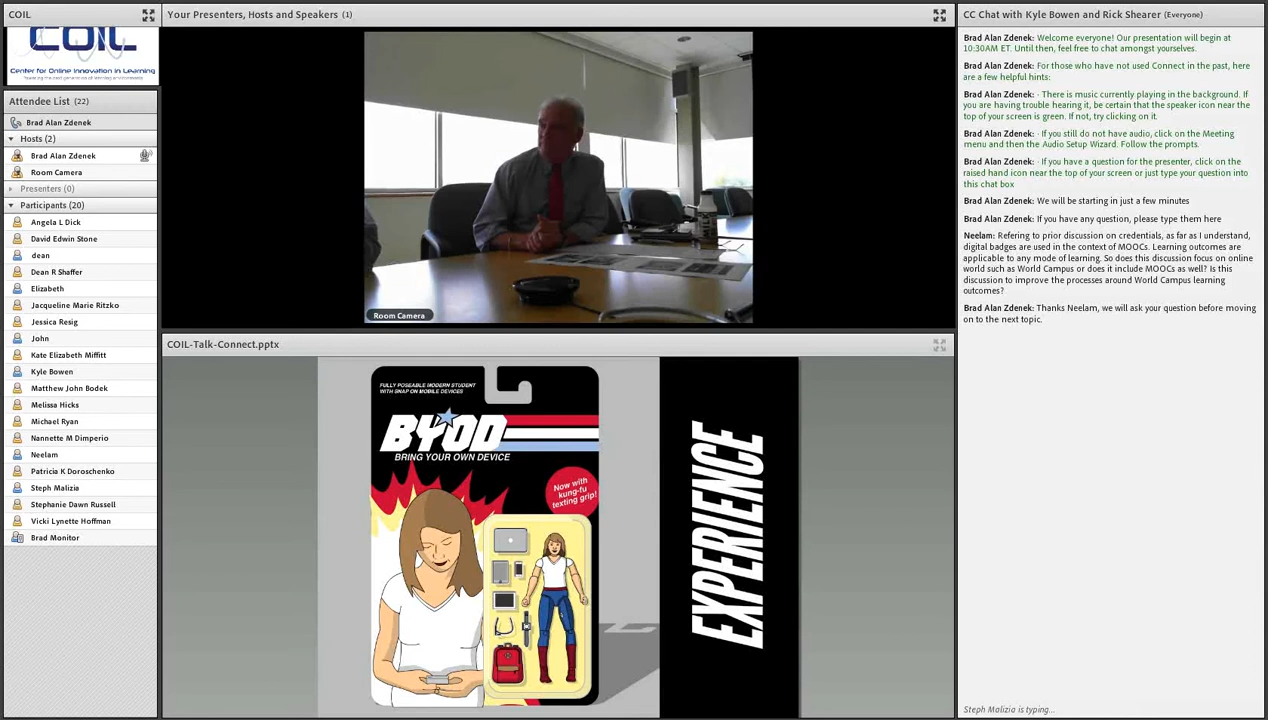 COIL
COIL
Center for Online Innovation in Learning
Attendee List (22)
Brad Alan Zdenek
Hosts (2)
Brad Alan Zdenek
Room Camera
Presenters (0)
Participants (20)
Angela L Dick
David Edwin Stone
dean
Dean R Shaffer
Elizabeth
Jacqueline Marie Ritzko
Jessica Resig
John
Kate Elizabeth Miffitt
Kyle Bowen
Matthew John Bodek
Melissa Hicks
Michael Ryan
Nannette M Dimperio
Neelam
Patricia K Doroschenko
Steph Malizia
Stephanie Dawn Russell
Vicki Lynette Hoffman
Brad Monitor
Your Presenters, Hosts and Speakers (1)
Room Camera
COIL-Talk-Connect.pptx
FULLY POSEABLE MODERN STUDENT
WITH SNAP ON MOBILE DEVICES
BYOD
BRING YOUR OWN DEVICE
Now with
kung-fu
texting grip!
EXPERIENCE
CC Chat with Kyle Bowen and Rick Shearer (Everyone)
Brad Alan Zdenek: Welcome everyone! Our presentation will begin at
10:30AM ET. Until then, feel free to chat amongst yourselves.
Brad Alan Zdenek: For those who have not used Connect in the past, here
are a few helpful hints:
Brad Alan Zdenek: · There is music currently playing in the background. If
you are having trouble hearing it, be certain that the speaker icon near the
top of your screen is green. If not, try clicking on it.
Brad Alan Zdenek: · If you still do not have audio, click on the Meeting
menu and then the Audio Setup Wizard. Follow the prompts.
Brad Alan Zdenek: · If you have a question for the presenter, click on the
raised hand icon near the top of your screen or just type your question into
this chat box
Brad Alan Zdenek: We will be starting in just a few minutes
Brad Alan Zdenek: If you have any question, please type them here
Neelam: Refering to prior discussion on credentials, as far as I understand,
digital badges are used in the context of MOOCs. Learning outcomes are
applicable to any mode of learning. So does this discussion focus on online
world such as World Campus or does it include MOOCs as well? Is this
discussion to improve the processes around World Campus learning
outcomes?
Brad Alan Zdenek: Thanks Neelam, we will ask your question before moving
on to the next topic.
Steph Malizia is typing...